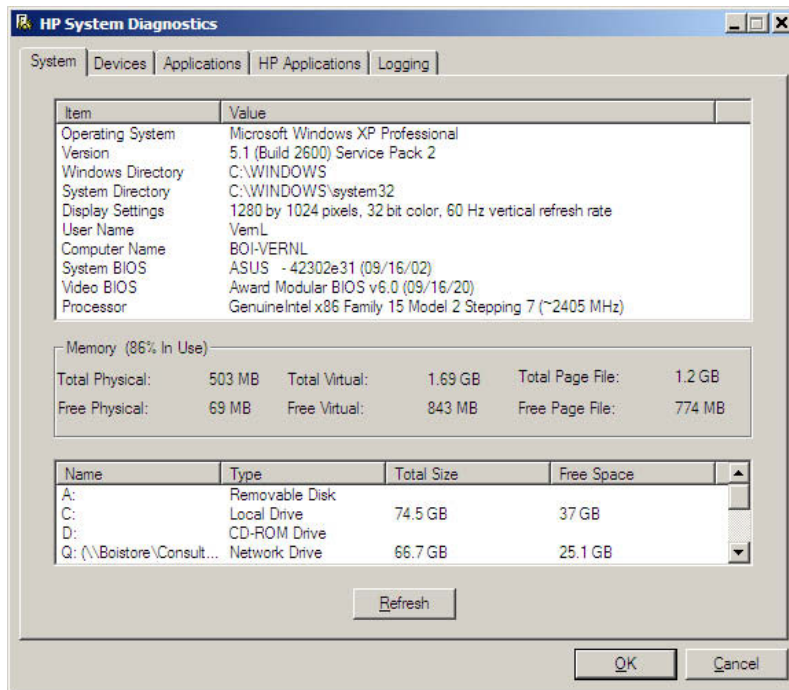 HP System Diagnostics
System Devices Applications HP Applications Logging
Item Value
Operating System Microsoft Windows XP Professional
Version 5.1 (Build 2600) Service Pack 2
Windows Directory C:\WINDOWS
System Directory C:\WINDOWS\system32
Display Settings 1280 by 1024 pixels, 32 bit color, 60 Hz vertical refresh rate
User Name VernL
Computer Name BOI-VERNL
System BIOS ASUS - 42302e31 (09/16/02)
Video BIOS Award Modular BIOS v6.0 (09/16/20)
Processor GenuineIntel x86 Family 15 Model 2 Stepping 7 (~2405 MHz)
Memory (86% In Use)
Total Physical: 503 MB Total Virtual: 1.69 GB Total Page File: 1.2 GB
Free Physical: 69 MB Free Virtual: 843 MB Free Page File: 774 MB
Name Type Total Size Free Space
A: Removable Disk
C: Local Drive 74.5 GB 37 GB
D: CD-ROM Drive
Q: (\\Boistore\Consult... Network Drive 66.7 GB 25.1 GB
Refresh
OK Cancel